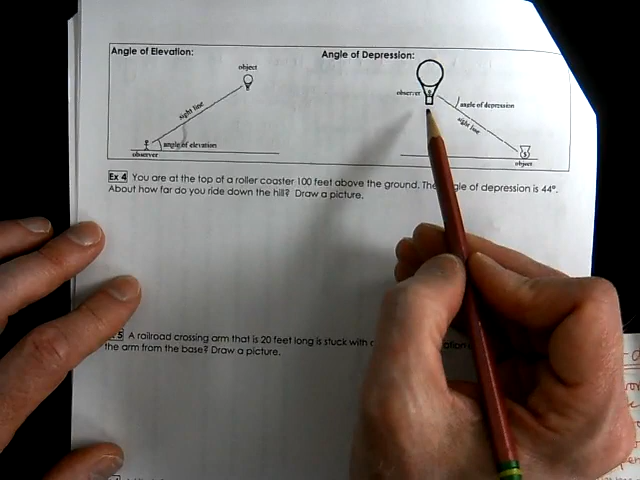 Angle of Elevation:
object
sight line
angle of elevation
observer
Angle of Depression:
observer
angle of depression
sight line
object
Ex 4 You are at the top of a roller coaster 100 feet above the ground. The gle of depression is 44°.
About how far do you ride down the hill? Draw a picture.
5 A railroad crossing arm that is 20 feet long is stuck with
the arm from the base? Draw a picture.